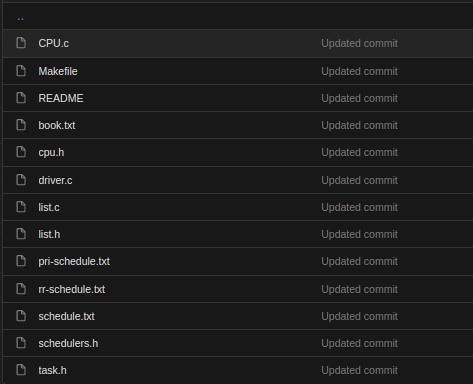 ..
CPU.c Updated commit
Makefile Updated commit
README Updated commit
book.txt Updated commit
cpu.h Updated commit
driver.c Updated commit
list.c Updated commit
list.h Updated commit
pri-schedule.txt Updated commit
rr-schedule.txt Updated commit
schedule.txt Updated commit
schedulers.h Updated commit
task.h Updated commit